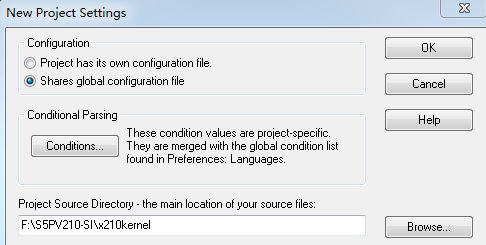 New Project Settings
Configuration
Project has its own configuration file.
Shares global configuration file
OK
Cancel
Help
Conditional Parsing
Conditions...
These condition values are project-specific.
They are merged with the global condition list
found in Preferences: Languages.
Project Source Directory - the main location of your source files:
F:\S5PV210-SI\x210kernel
Browse...